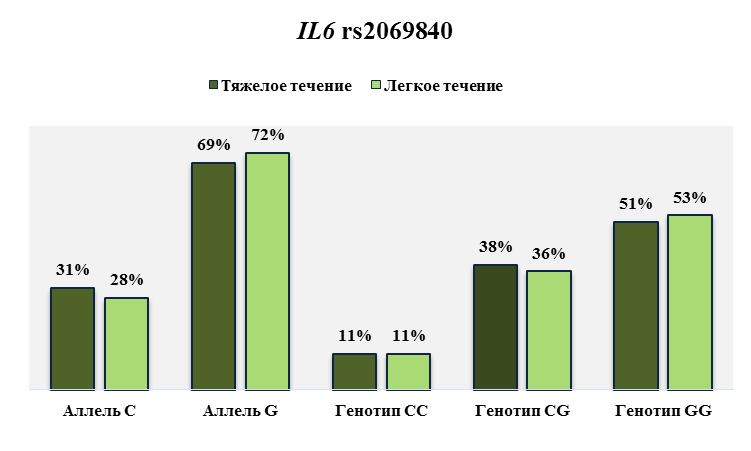 IL6 rs2069840
Тяжелое течение Легкое течение
31% 28% 69% 72% 11% 11% 38% 36% 51% 53%
Аллель C Аллель G Генотип CC Генотип CG Генотип GG